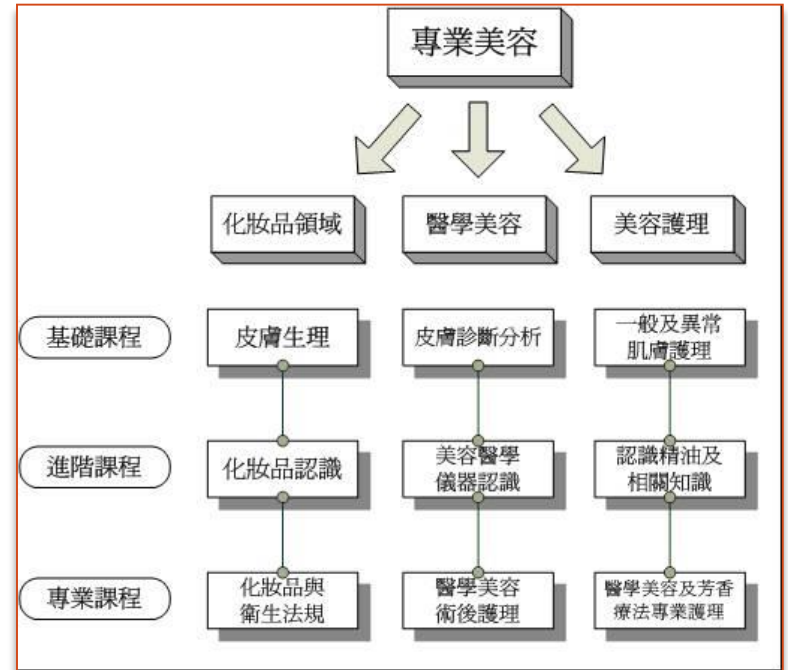 專業美容
化妝品領域
醫學美容
美容護理
基礎課程
皮膚生理
皮膚診斷分析
一般及異常
肌膚護理
進階課程
化妝品認識
美容醫學
儀器認識
認識精油及
相關知識
專業課程
化妝品與
衛生法規
醫學美容
術後護理
醫學美容及芳香
療法專業護理